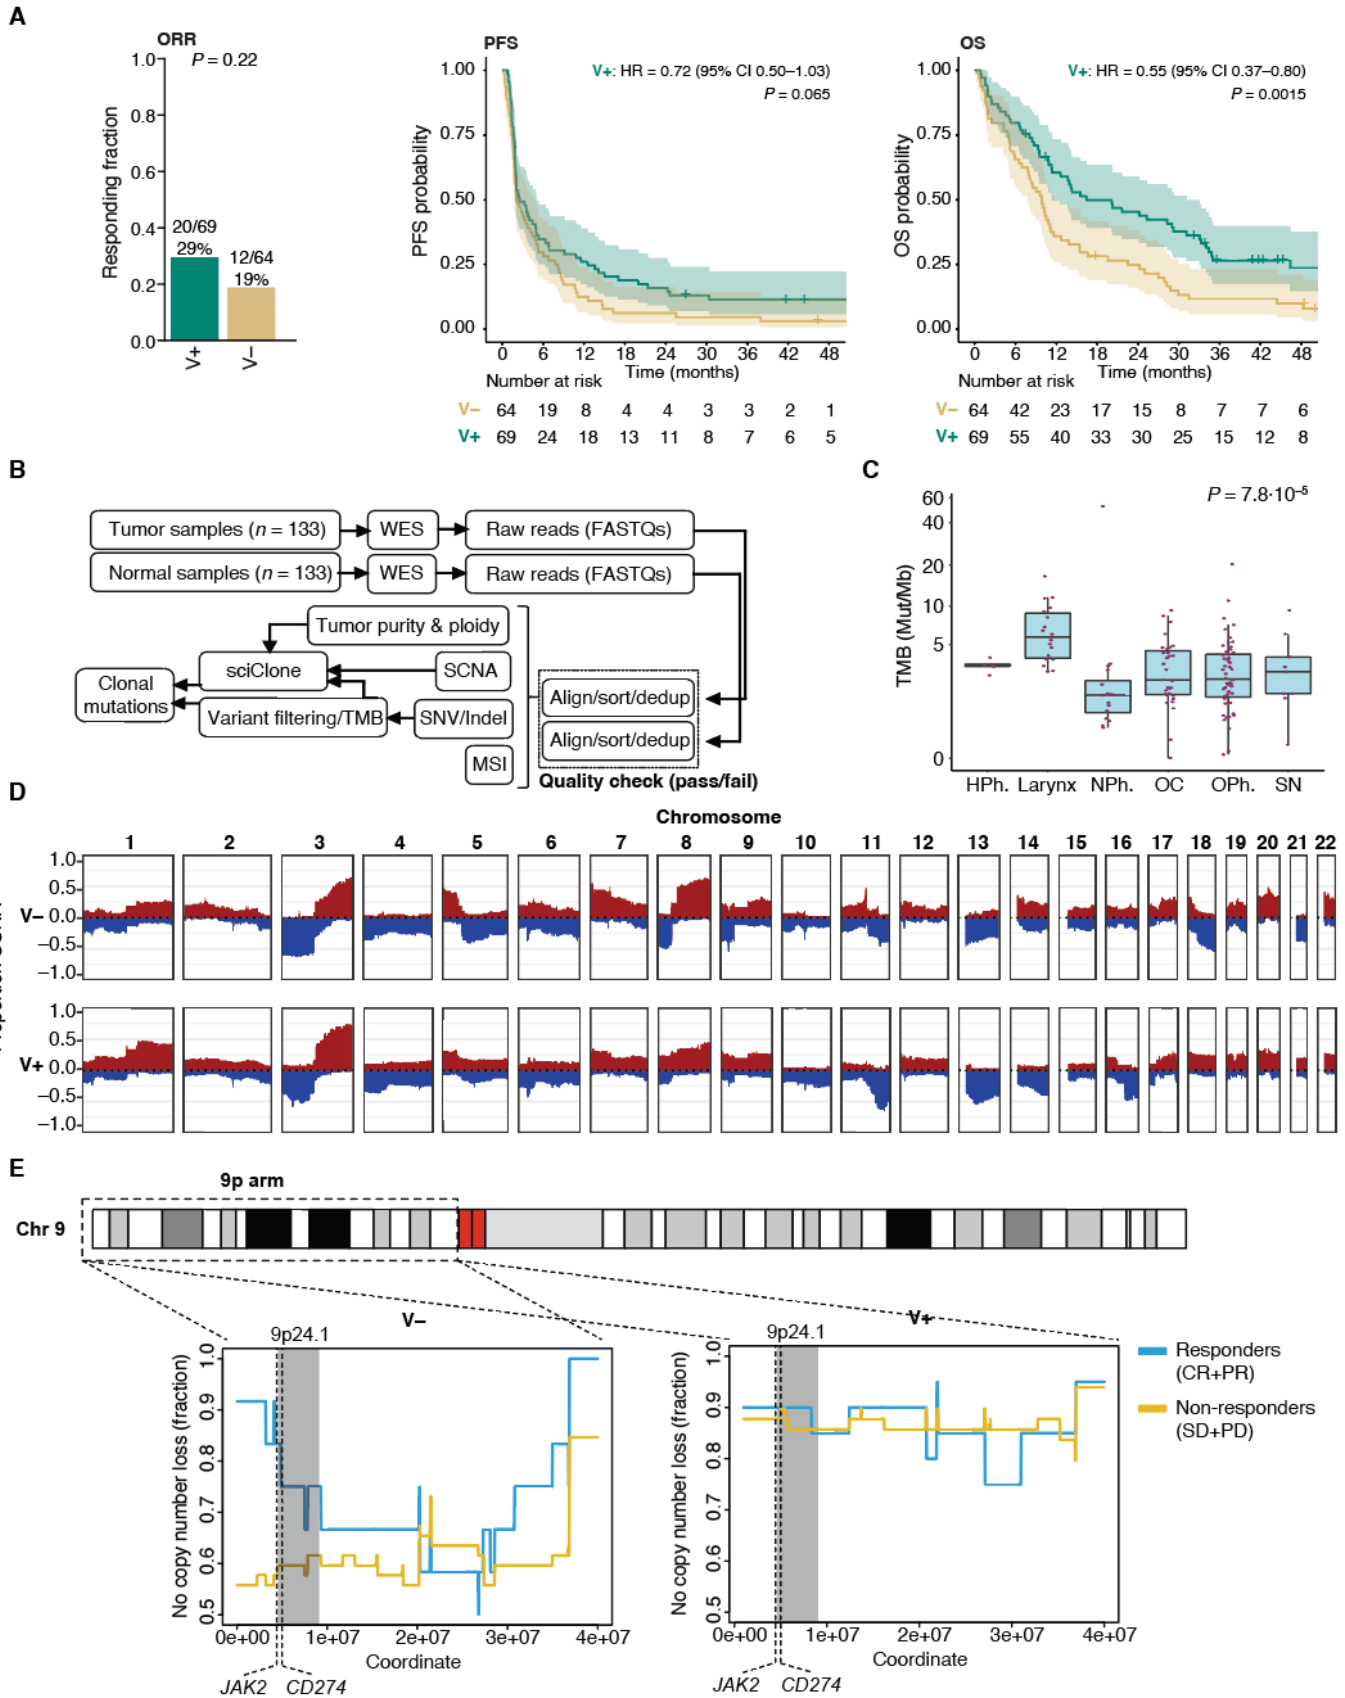 A
ORR
P = 0.22
Responding fraction
1.0
0.8
0.6
0.4
0.2
0.0
20/69
29%
12/64
19%
V+
V–
PFS
V+: HR = 0.72 (95% CI 0.50–1.03)
P = 0.065
PFS probability
1.00
0.75
0.50
0.25
0.00
0 6 12 18 24 30 36 42 48
Time (months)
Number at risk
V– 64 19 8 4 4 3 3 2 1
V+ 69 24 18 13 11 8 7 6 5
OS
V+: HR = 0.55 (95% CI 0.37–0.80)
P = 0.0015
OS probability
1.00
0.75
0.50
0.25
0.00
0 6 12 18 24 30 36 42 48
Time (months)
Number at risk
V– 64 42 23 17 15 8 7 7 6
V+ 69 55 40 33 30 25 15 12 8
B
Tumor samples (n = 133)
WES
Raw reads (FASTQs)
Normal samples (n = 133)
WES
Raw reads (FASTQs)
Tumor purity & ploidy
sciClone
SCNA
Clonal
mutations
Variant filtering/TMB
SNV/Indel
MSI
Align/sort/dedup
Align/sort/dedup
Quality check (pass/fail)
C
P = 7.8·10–5
TMB (Mut/Mb)
60
40
20
10
5
0
HPh. Larynx NPh. OC OPh. SN
D
Chromosome
1 2 3 4 5 6 7 8 9 10 11 12 13 14 15 16 17 18 19 20 21 22
V–
1.0
0.5
0.0
–0.5
–1.0
V+
1.0
0.5
0.0
–0.5
–1.0
E
9p arm
Chr 9
V–
9p24.1
No copy number loss (fraction)
1.0
0.9
0.8
0.7
0.6
0.5
0e+00 1e+07 2e+07 3e+07 4e+07
Coordinate
JAK2 CD274
V+
9p24.1
No copy number loss (fraction)
1.0
0.9
0.8
0.7
0.6
0.5
0e+00 1e+07 2e+07 3e+07 4e+07
Coordinate
JAK2 CD274
Responders
(CR+PR)
Non-responders
(SD+PD)